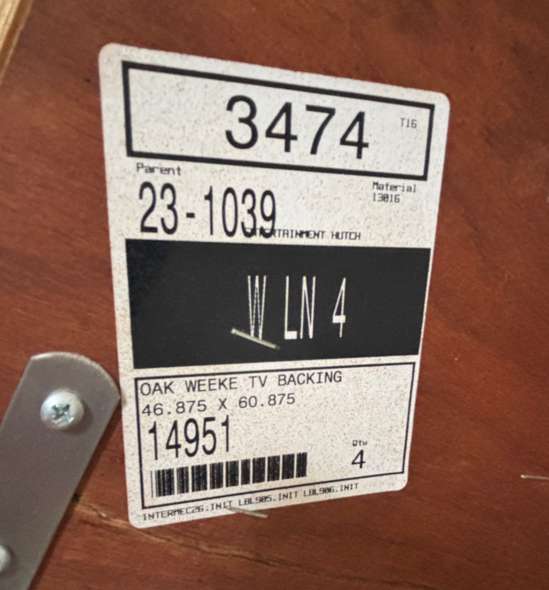 3474
T16
Parent
Material
23-1039
13016
ENTERTAINMENT HUTCH
W LN 4
OAK WEEKE TV BACKING
46.875 X 60.875
14951
Qty
4
INTERMEC26.INIT LBL905.INIT LBL906.INIT